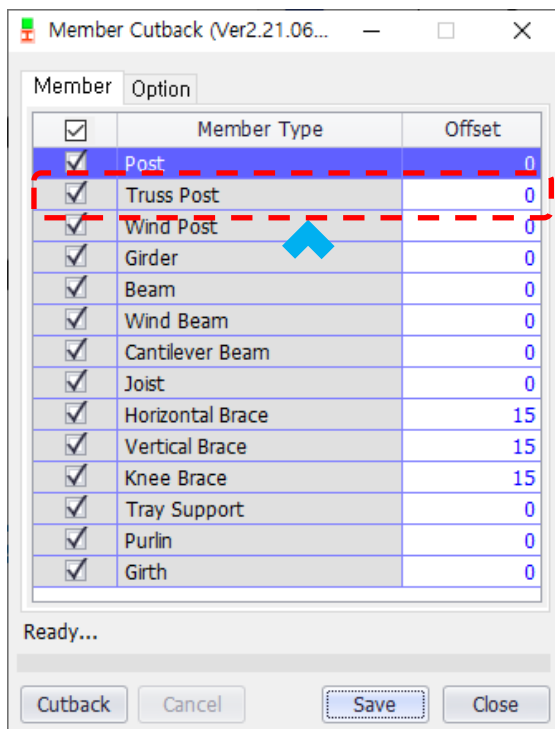 Member Cutback (Ver2.21.06...
Member Option
Member Type Offset
Post 0
Truss Post 0
Wind Post 0
Girder 0
Beam 0
Wind Beam 0
Cantilever Beam 0
Joist 0
Horizontal Brace 15
Vertical Brace 15
Knee Brace 15
Tray Support 0
Purlin 0
Girth 0
Ready...
Cutback Cancel Save Close